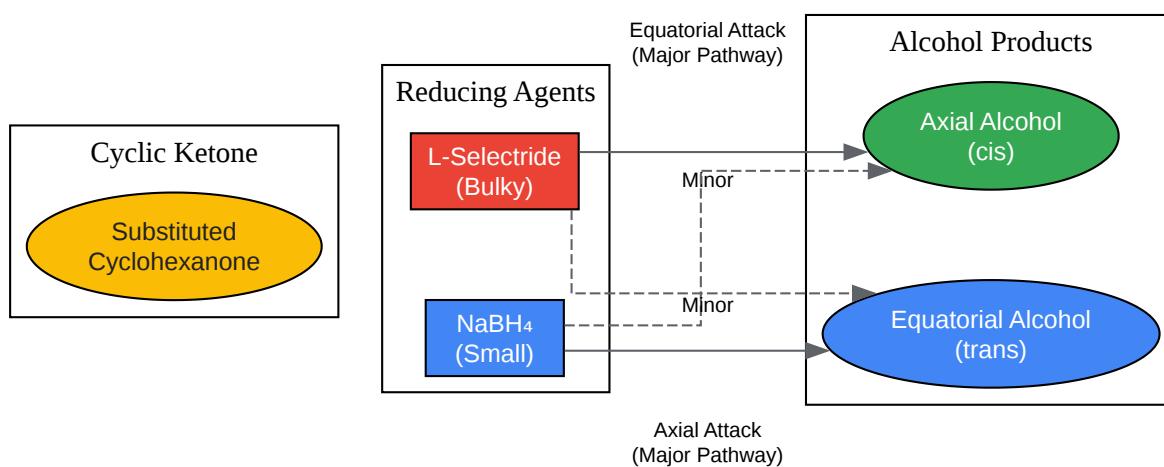 Cyclic Ketone
Substituted
Cyclohexanone
Reducing Agents
L-Selectride
(Bulky)
NaBH₄
(Small)
Equatorial Attack
(Major Pathway)
Minor
Minor
Axial Attack
(Major Pathway)
Alcohol Products
Axial Alcohol
(cis)
Equatorial Alcohol
(trans)